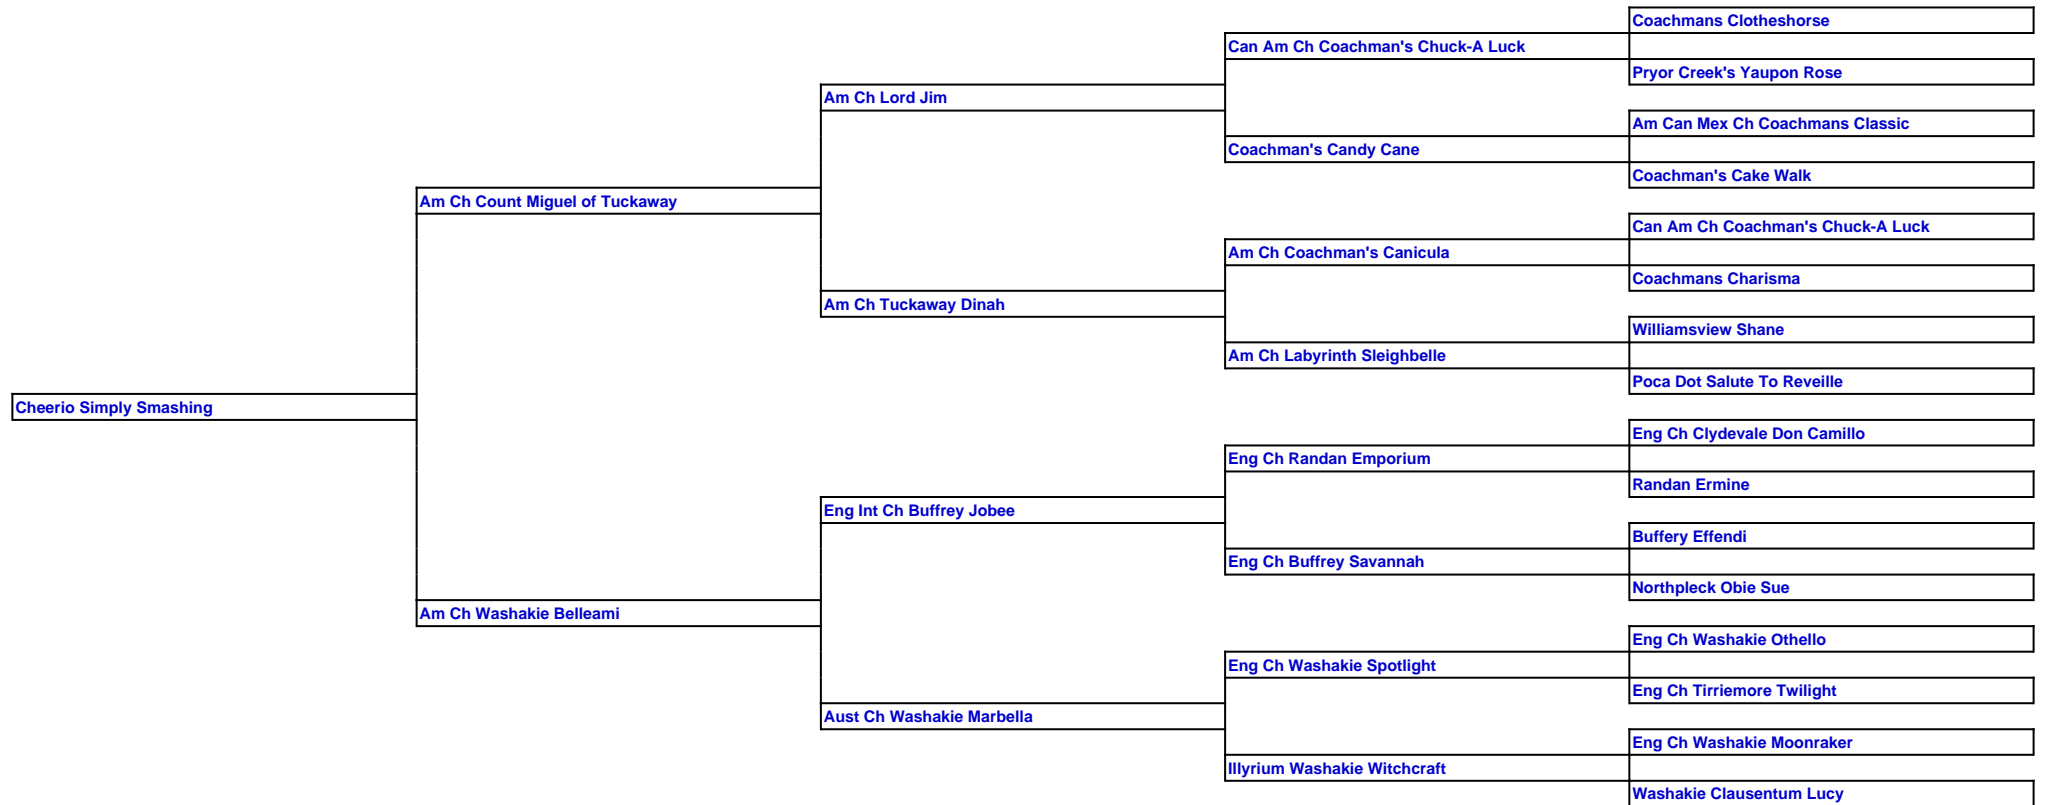 Coachmans Clotheshorse
Can Am Ch Coachman's Chuck-A Luck
Pryor Creek's Yaupon Rose
Am Ch Lord Jim
Am Can Mex Ch Coachmans Classic
Coachman's Candy Cane
Coachman's Cake Walk
Am Ch Count Miguel of Tuckaway
Can Am Ch Coachman's Chuck-A Luck
Am Ch Coachman's Canicula
Coachmans Charisma
Am Ch Tuckaway Dinah
Williamsview Shane
Am Ch Labyrinth Sleighbelle
Poca Dot Salute To Reveille
Cheerio Simply Smashing
Eng Ch Clydevale Don Camillo
Eng Ch Randan Emporium
Randan Ermine
Eng Int Ch Buffrey Jobee
Buffery Effendi
Eng Ch Buffrey Savannah
Northpleck Obie Sue
Am Ch Washakie Belleami
Eng Ch Washakie Othello
Eng Ch Washakie Spotlight
Eng Ch Tirriemore Twilight
Aust Ch Washakie Marbella
Eng Ch Washakie Moonraker
Illyrium Washakie Witchcraft
Washakie Clausentum Lucy